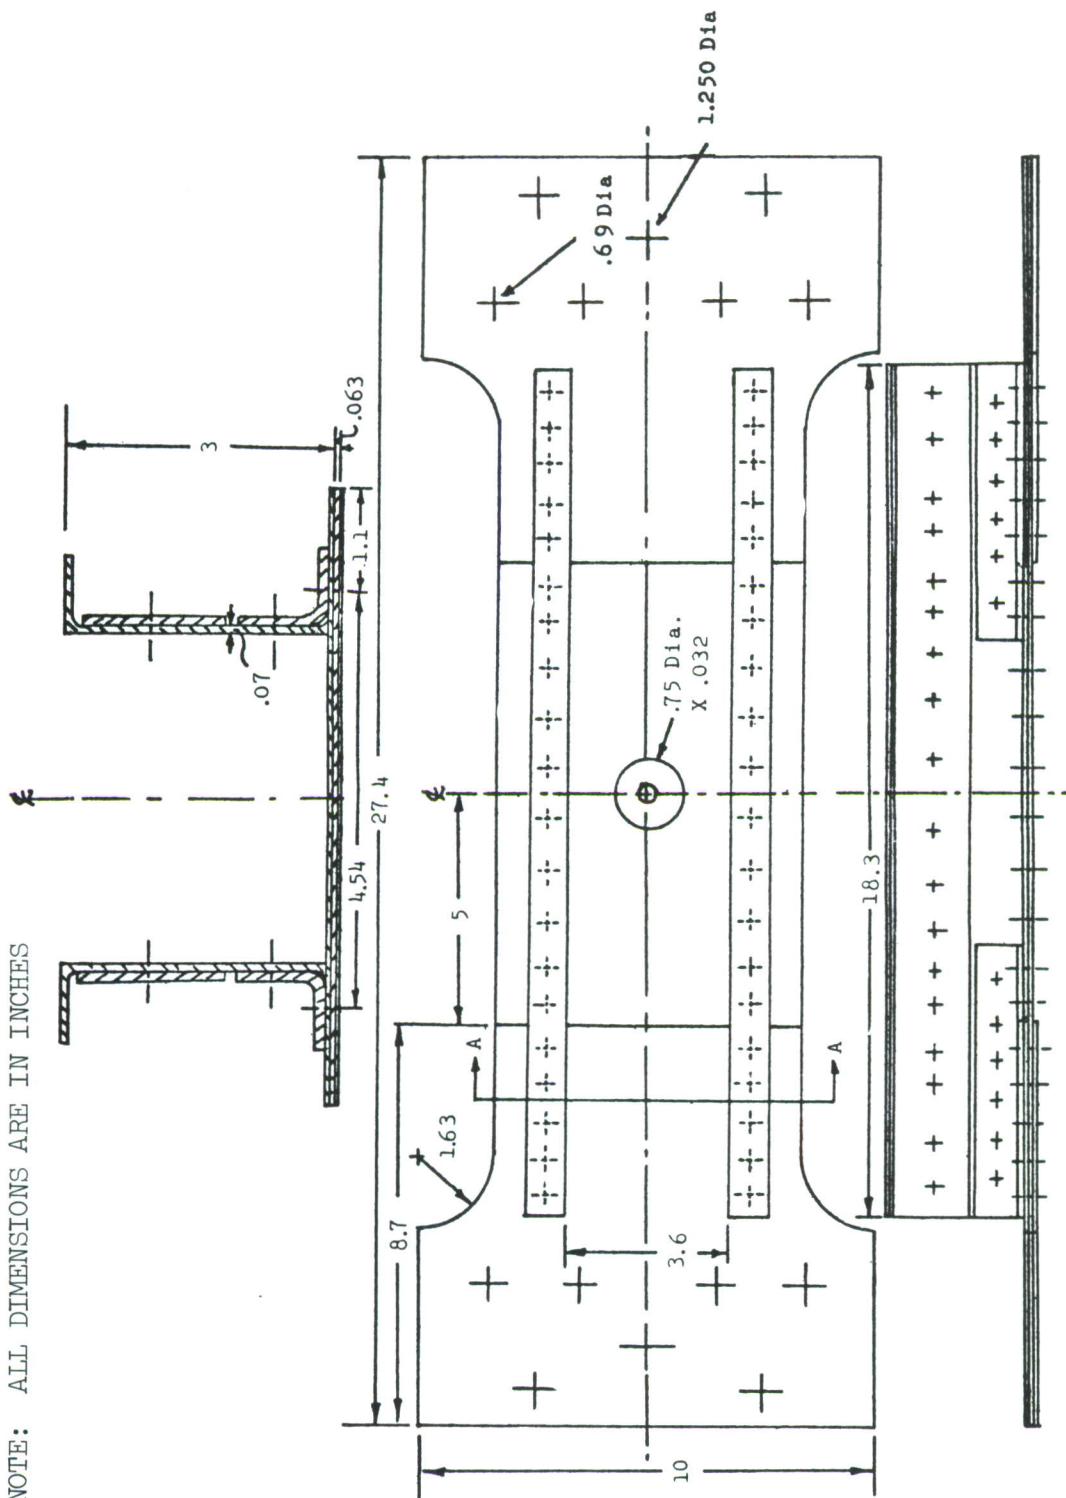 NOTE: ALL DIMENSIONS ARE IN INCHES
℄
3
.063
1.1
.07
4.54
27.4
℄
.69 Dia
1.250 Dia
.75 Dia.
X .032
5
8.7
A
A
1.63
3.6
10
18.3